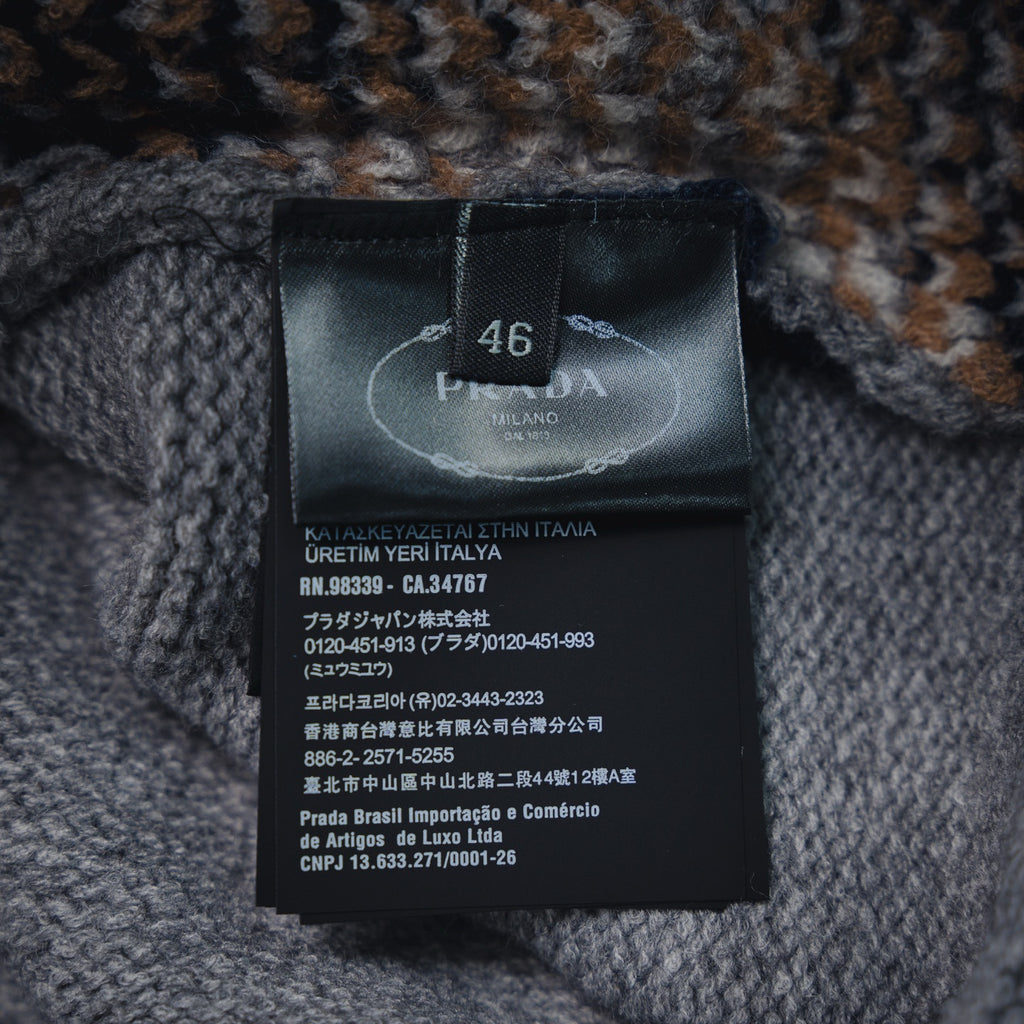 46
PRADA
MILANO
DAL 1913
ΚΑΤΑΣΚΕΥΑΖΕΤΑΙ ΣΤΗΝ ΙΤΑΛΙΑ
ÜRETİM YERİ İTALYA
RN.98339 - CA.34767
プラダジャパン株式会社
0120-451-913 (プラダ)0120-451-993
(ミュウミュウ)
프라다코리아(유)02-3443-2323
香港商台灣意比有限公司台灣分公司
886-2-2571-5255
臺北市中山區中山北路二段44號12樓A室
Prada Brasil Importação e Comércio
de Artigos de Luxo Ltda
CNPJ 13.633.271/0001-26